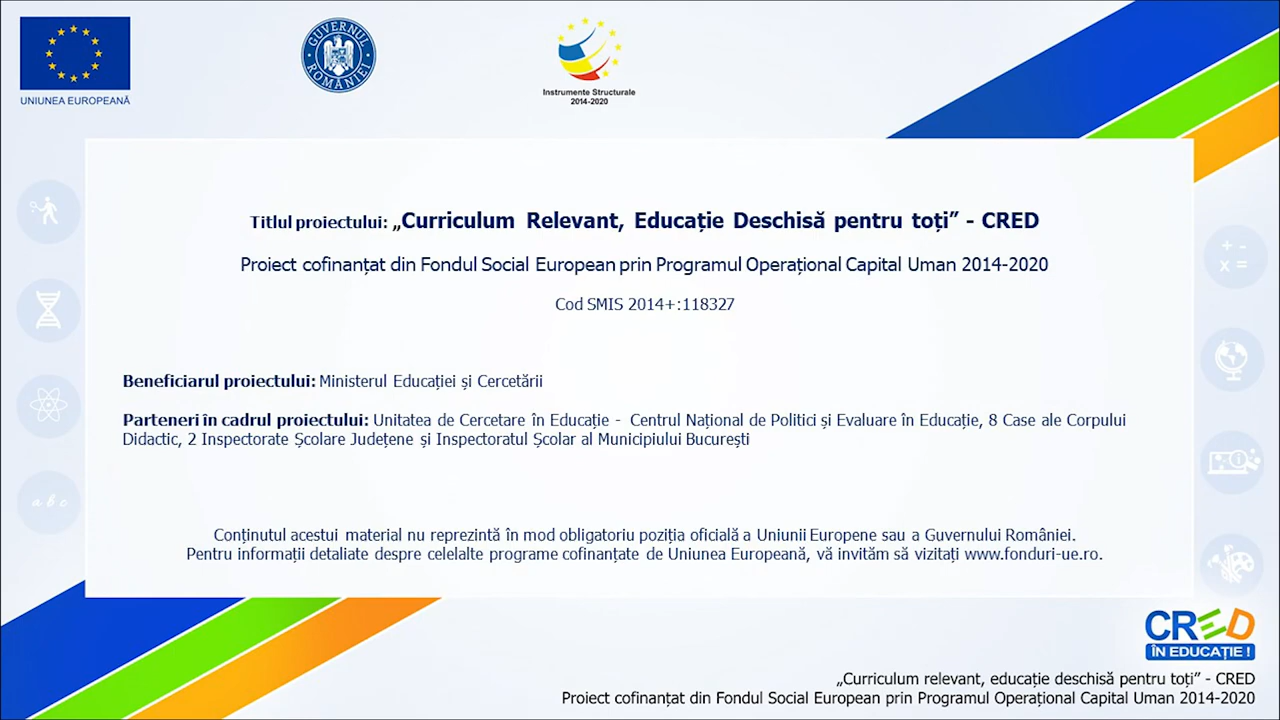 UNIUNEA EUROPEANĂ
GUVERNUL ROMÂNIEI
Instrumente Structurale
2014-2020
Titlul proiectului: „Curriculum Relevant, Educație Deschisă pentru toți” - CRED
Proiect cofinanțat din Fondul Social European prin Programul Operațional Capital Uman 2014-2020
Cod SMIS 2014+:118327
Beneficiarul proiectului: Ministerul Educației și Cercetării
Parteneri în cadrul proiectului: Unitatea de Cercetare în Educație - Centrul Național de Politici și Evaluare în Educație, 8 Case ale Corpului
Didactic, 2 Inspectorate Școlare Județene și Inspectoratul Școlar al Municipiului București
a b c
+ -
x =
Conținutul acestui material nu reprezintă în mod obligatoriu poziția oficială a Uniunii Europene sau a Guvernului României.
Pentru informații detaliate despre celelalte programe cofinanțate de Uniunea Europeană, vă invităm să vizitați www.fonduri-ue.ro.
CRED
ÎN EDUCAȚIE !
„Curriculum relevant, educație deschisă pentru toți” - CRED
Proiect cofinanțat din Fondul Social European prin Programul Operațional Capital Uman 2014-2020